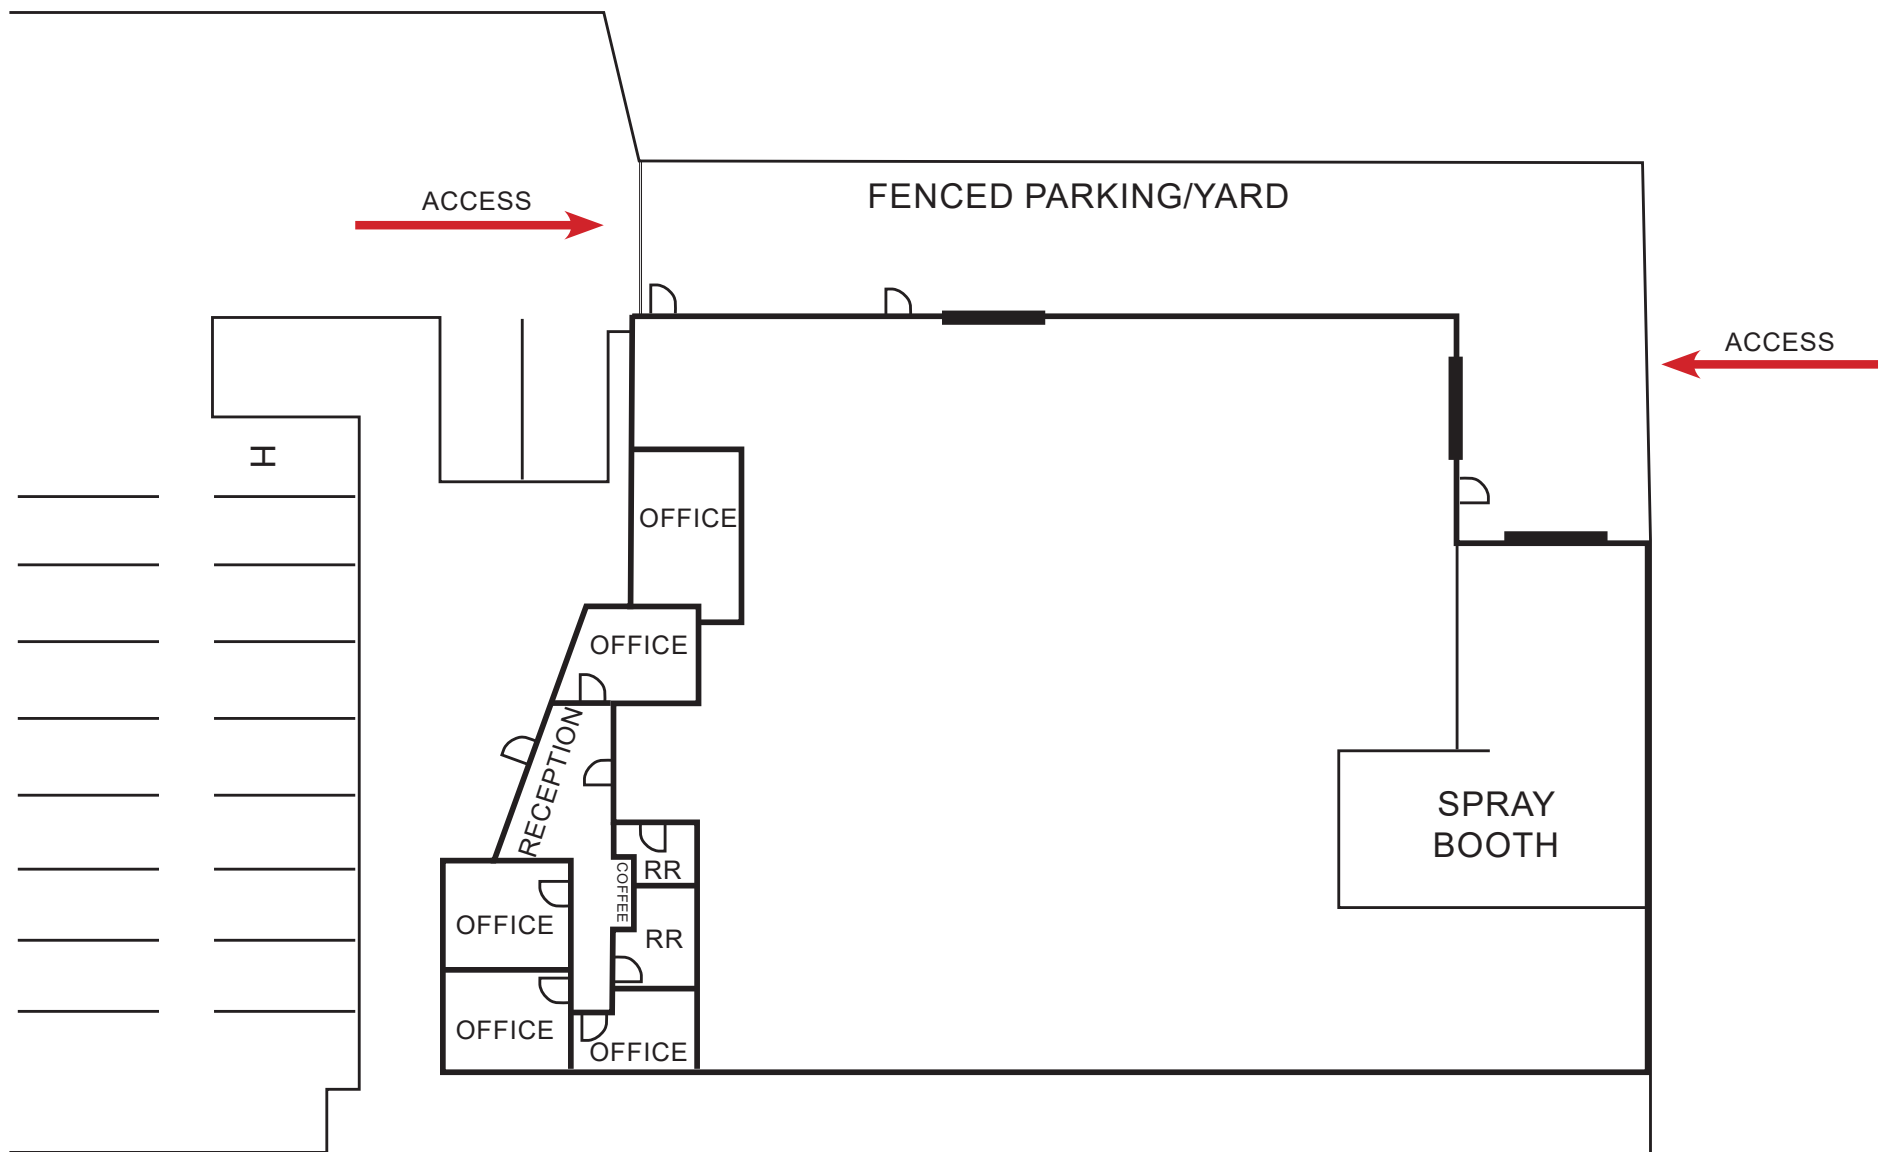 ACCESS
FENCED PARKING/YARD
ACCESS
H
OFFICE
OFFICE
RECEPTION
SPRAY
BOOTH
COFFEE
RR
OFFICE
RR
OFFICE
OFFICE